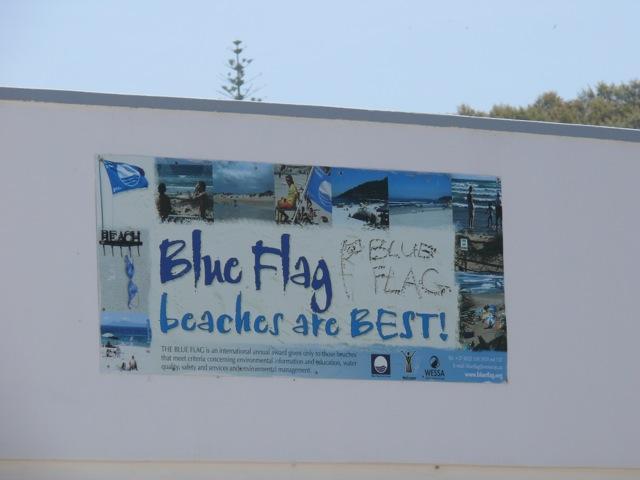 BEACH
Blue Flag
BLUE
FLAG
beaches are BEST!
THE BLUE FLAG is an international annual award given only to those beaches
that meet criteria concerning environmental information and education, water
quality, safety and services and environmental management.
WESSA
www.blueflag.org